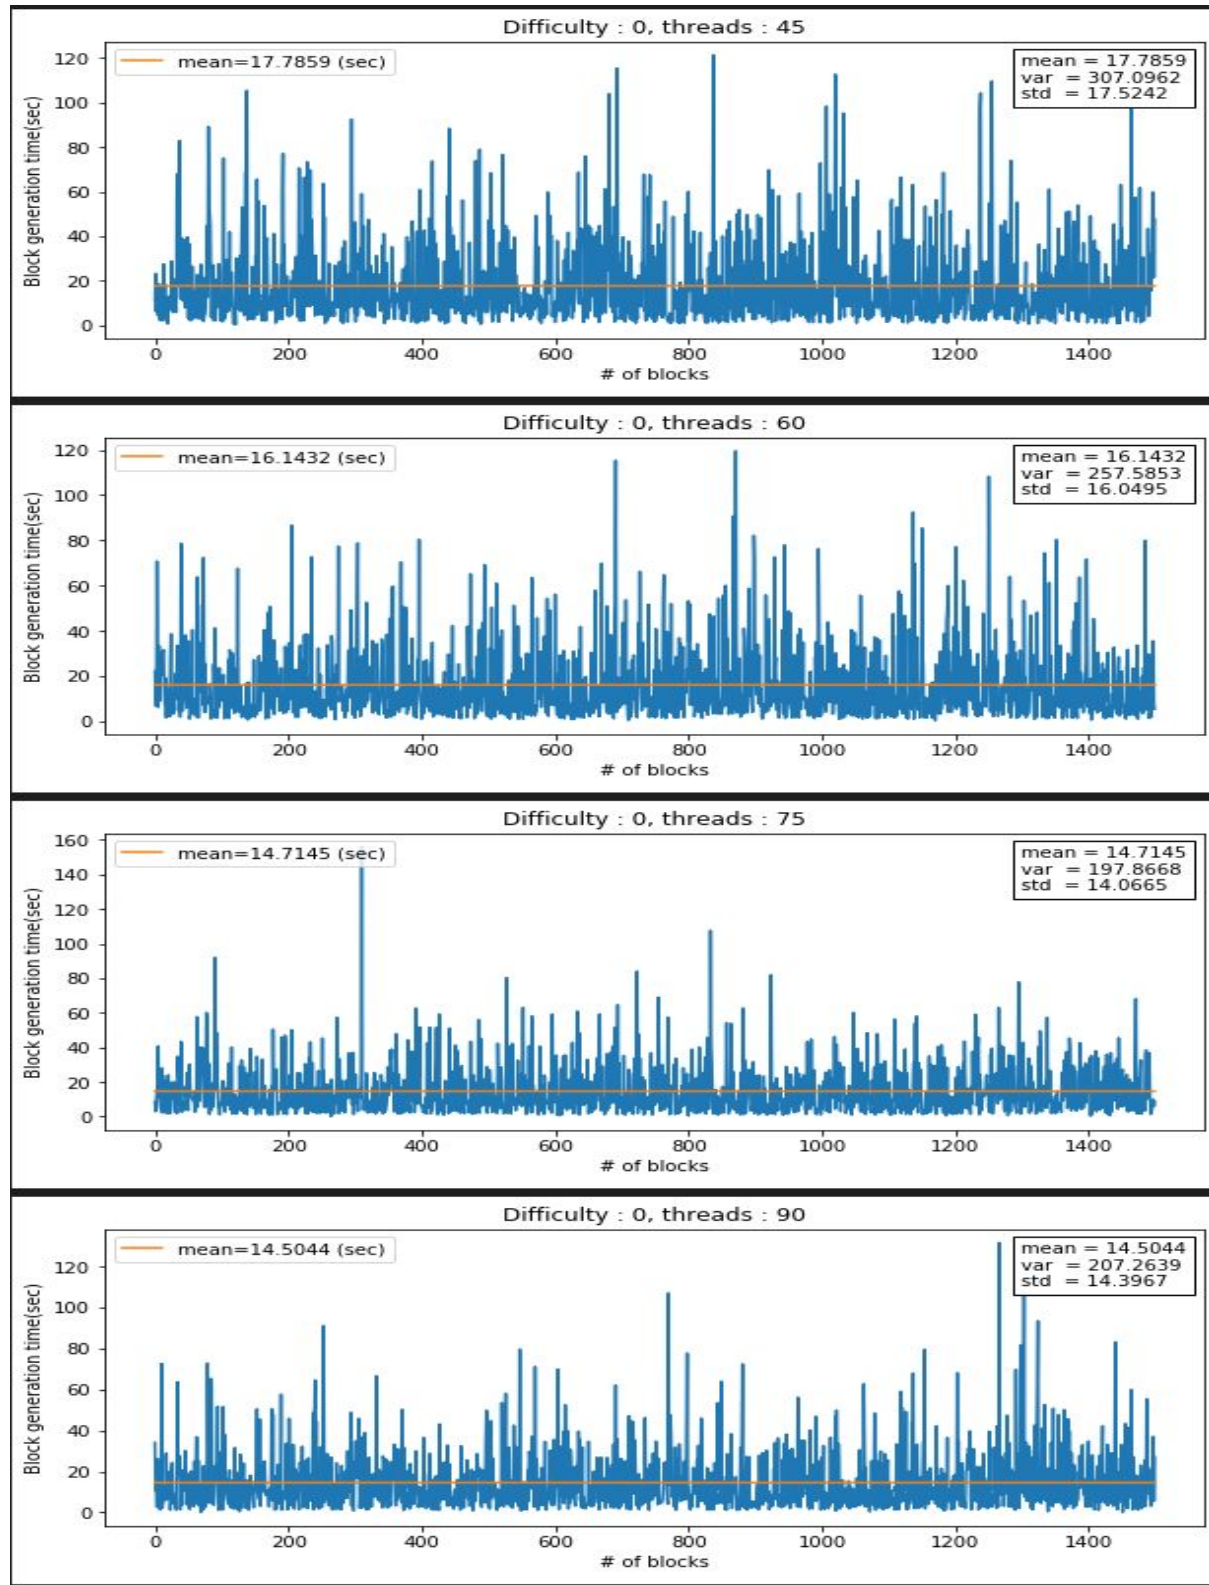 Difficulty : 0, threads : 45
mean=17.7859 (sec)
mean = 17.7859
var = 307.0962
std = 17.5242
Block generation time(sec)
120
100
80
60
40
20
0
0 200 400 600 800 1000 1200 1400
# of blocks
Difficulty : 0, threads : 60
mean=16.1432 (sec)
mean = 16.1432
var = 257.5853
std = 16.0495
Block generation time(sec)
120
100
80
60
40
20
0
0 200 400 600 800 1000 1200 1400
# of blocks
Difficulty : 0, threads : 75
mean=14.7145 (sec)
mean = 14.7145
var = 197.8668
std = 14.0665
Block generation time(sec)
160
140
120
100
80
60
40
20
0
0 200 400 600 800 1000 1200 1400
# of blocks
Difficulty : 0, threads : 90
mean=14.5044 (sec)
mean = 14.5044
var = 207.2639
std = 14.3967
Block generation time(sec)
120
100
80
60
40
20
0
0 200 400 600 800 1000 1200 1400
# of blocks